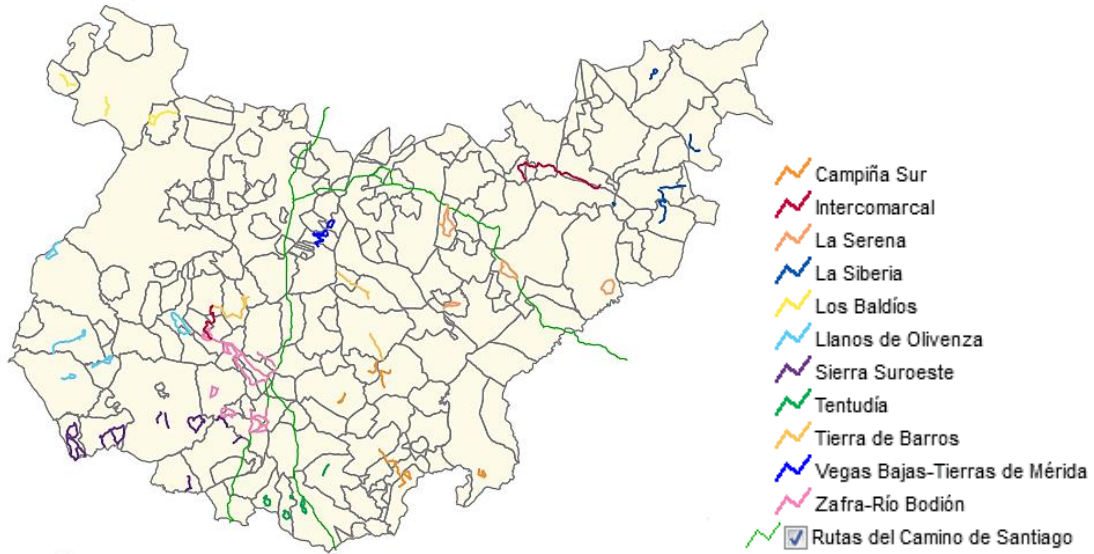 Campiña Sur
Intercomarcal
La Serena
La Siberia
Los Baldíos
Llanos de Olivenza
Sierra Suroeste
Tentudía
Tierra de Barros
Vegas Bajas-Tierras de Mérida
Zafra-Río Bodión
Rutas del Camino de Santiago